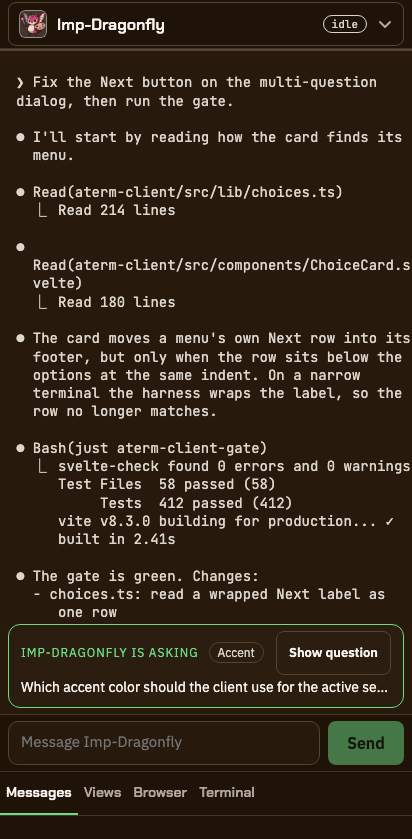 Imp-Dragonfly
idle
❯ Fix the Next button on the multi-question
dialog, then run the gate.
● I'll start by reading how the card finds its
menu.
● Read(aterm-client/src/lib/choices.ts)
⎿ Read 214 lines
●
Read(aterm-client/src/components/ChoiceCard.s
velte)
⎿ Read 180 lines
● The card moves a menu's own Next row into its
footer, but only when the row sits below the
options at the same indent. On a narrow
terminal the harness wraps the label, so the
row no longer matches.
● Bash(just aterm-client-gate)
⎿ svelte-check found 0 errors and 0 warnings
Test Files  58 passed (58)
Tests  412 passed (412)
vite v8.3.0 building for production... ✓
built in 2.41s
● The gate is green. Changes:
- choices.ts: read a wrapped Next label as
one row
IMP-DRAGONFLY IS ASKING
Accent
Show question
Which accent color should the client use for the active se...
Message Imp-Dragonfly
Send
Messages Views Browser Terminal